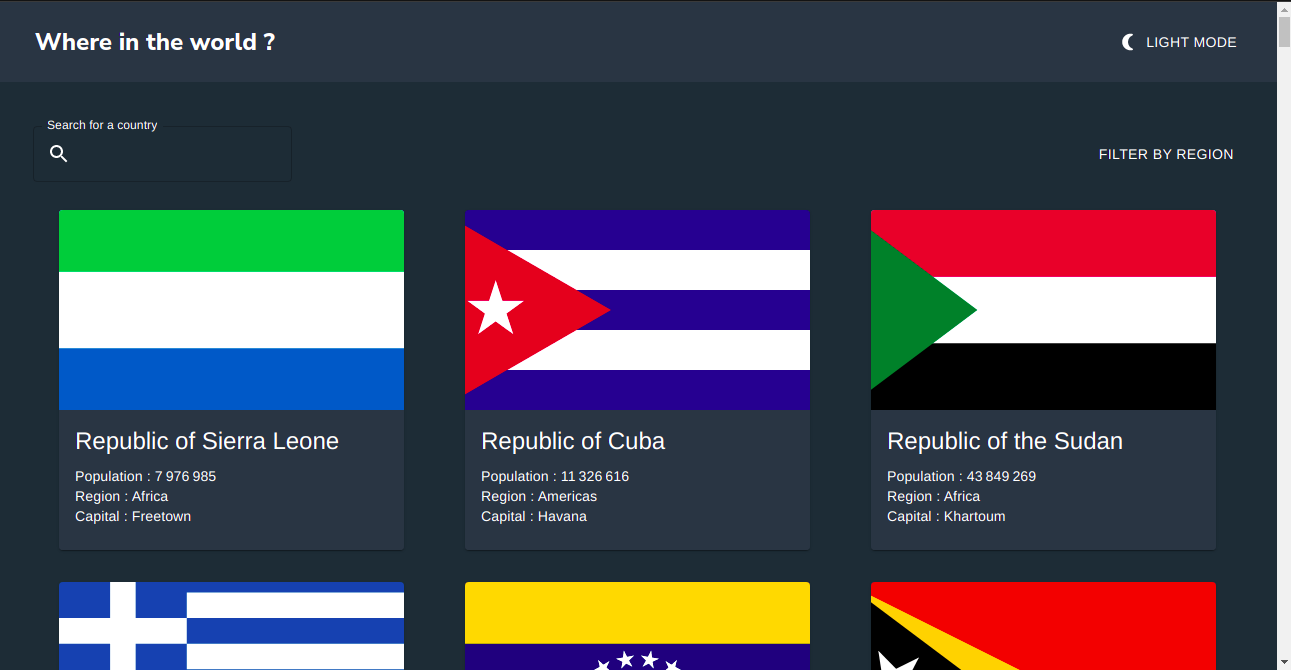 Where in the world ?
LIGHT MODE
Search for a country
FILTER BY REGION
Republic of Sierra Leone
Population : 7 976 985
Region : Africa
Capital : Freetown
Republic of Cuba
Population : 11 326 616
Region : Americas
Capital : Havana
Republic of the Sudan
Population : 43 849 269
Region : Africa
Capital : Khartoum